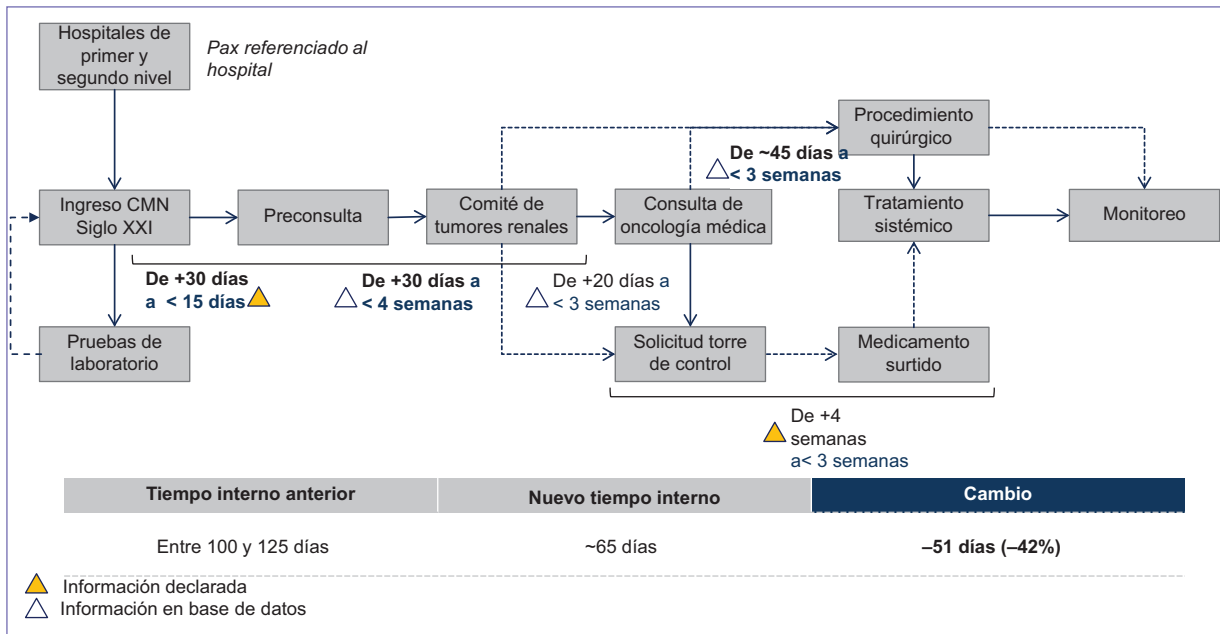 Hospitales de
primer y
segundo nivel
Pax referenciado al
hospital
Procedimiento
quirúrgico
De ~45 días a
< 3 semanas
Ingreso CMN
Siglo XXI
Preconsulta
Comité de
tumores renales
Consulta de
oncología médica
Tratamiento
sistémico
Monitoreo
De +30 días
a < 15 días
De +30 días a
< 4 semanas
De +20 días a
< 3 semanas
Pruebas de
laboratorio
Solicitud torre
de control
Medicamento
surtido
De +4
semanas
a< 3 semanas
Tiempo interno anterior
Nuevo tiempo interno
Cambio
Entre 100 y 125 días
~65 días
–51 días (–42%)
Información declarada
Información en base de datos